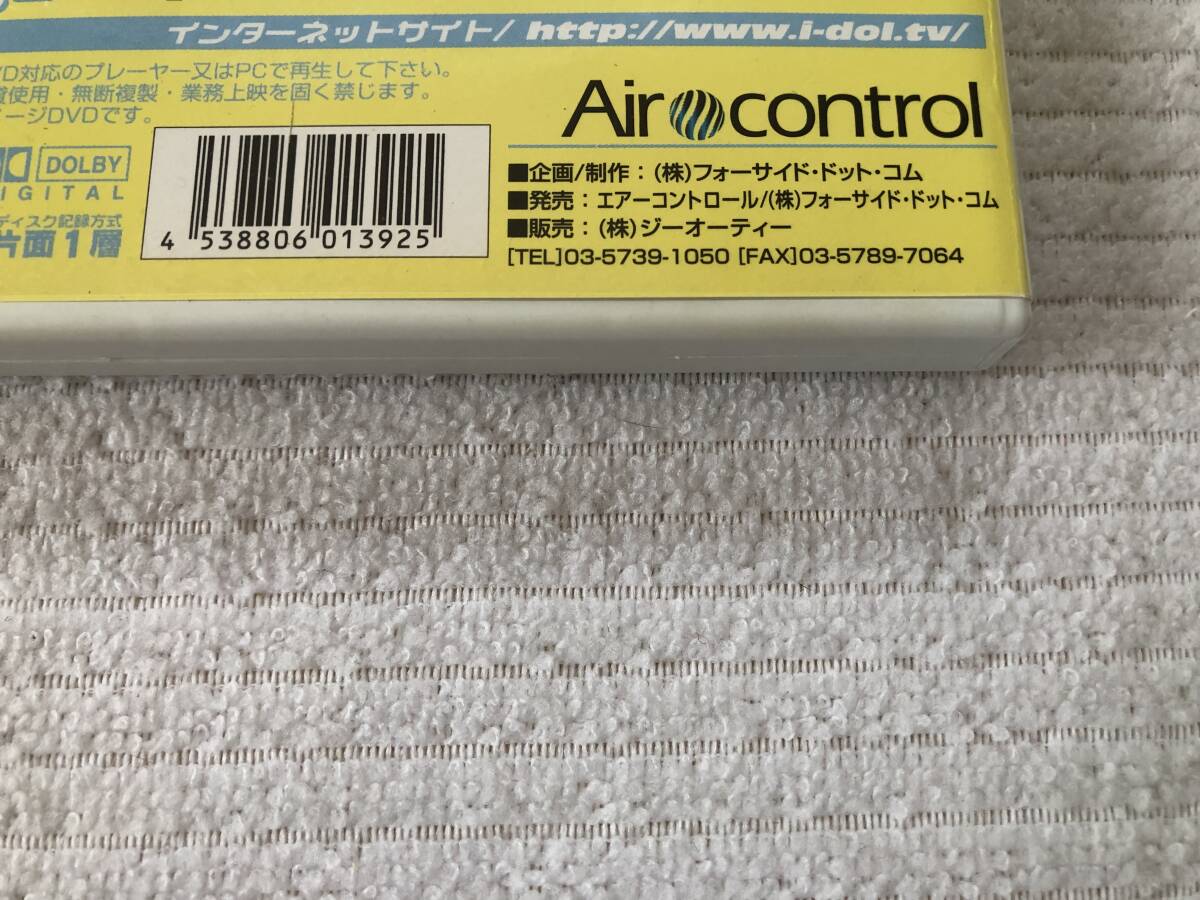 インターネットサイト/ http://www.i-dol.tv/
D対応のプレーヤー又はPCで再生して下さい。
使用・無断複製・業務上映を固く禁じます。
ージDVDです。
Air control
DOLBY
DIGITAL
ディスク記録方式
片面1層
4 538806 013925
■企画/制作：(株)フォーサイド・ドット・コム
■発売：エアーコントロール/(株)フォーサイド・ドット・コム
■販売：(株)ジーオーティー
[TEL]03-5739-1050 [FAX]03-5789-7064